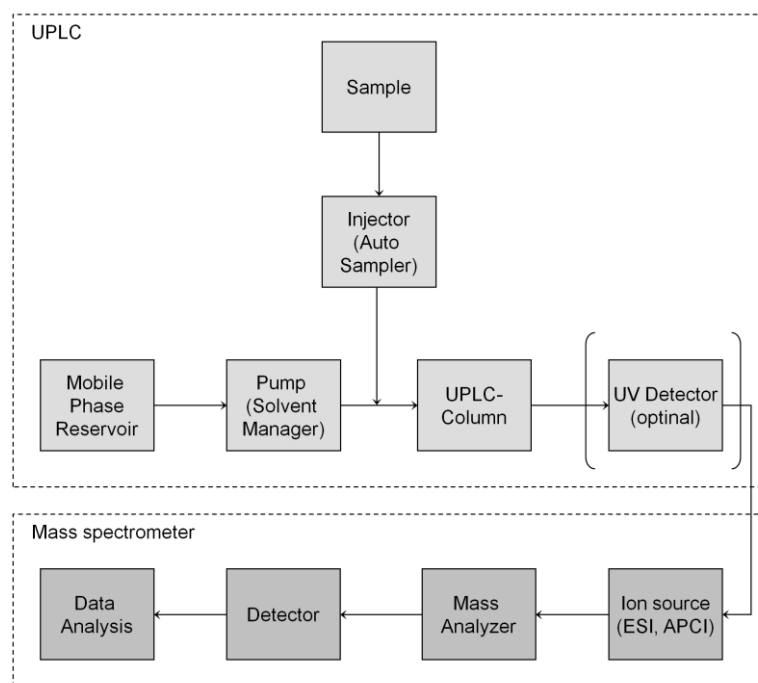 UPLC
Sample
Injector
(Auto
Sampler)
Mobile
Phase
Reservoir
Pump
(Solvent
Manager)
UPLC-
Column
UV Detector
(optinal)
Mass spectrometer
Data
Analysis
Detector
Mass
Analyzer
Ion source
(ESI, APCI)